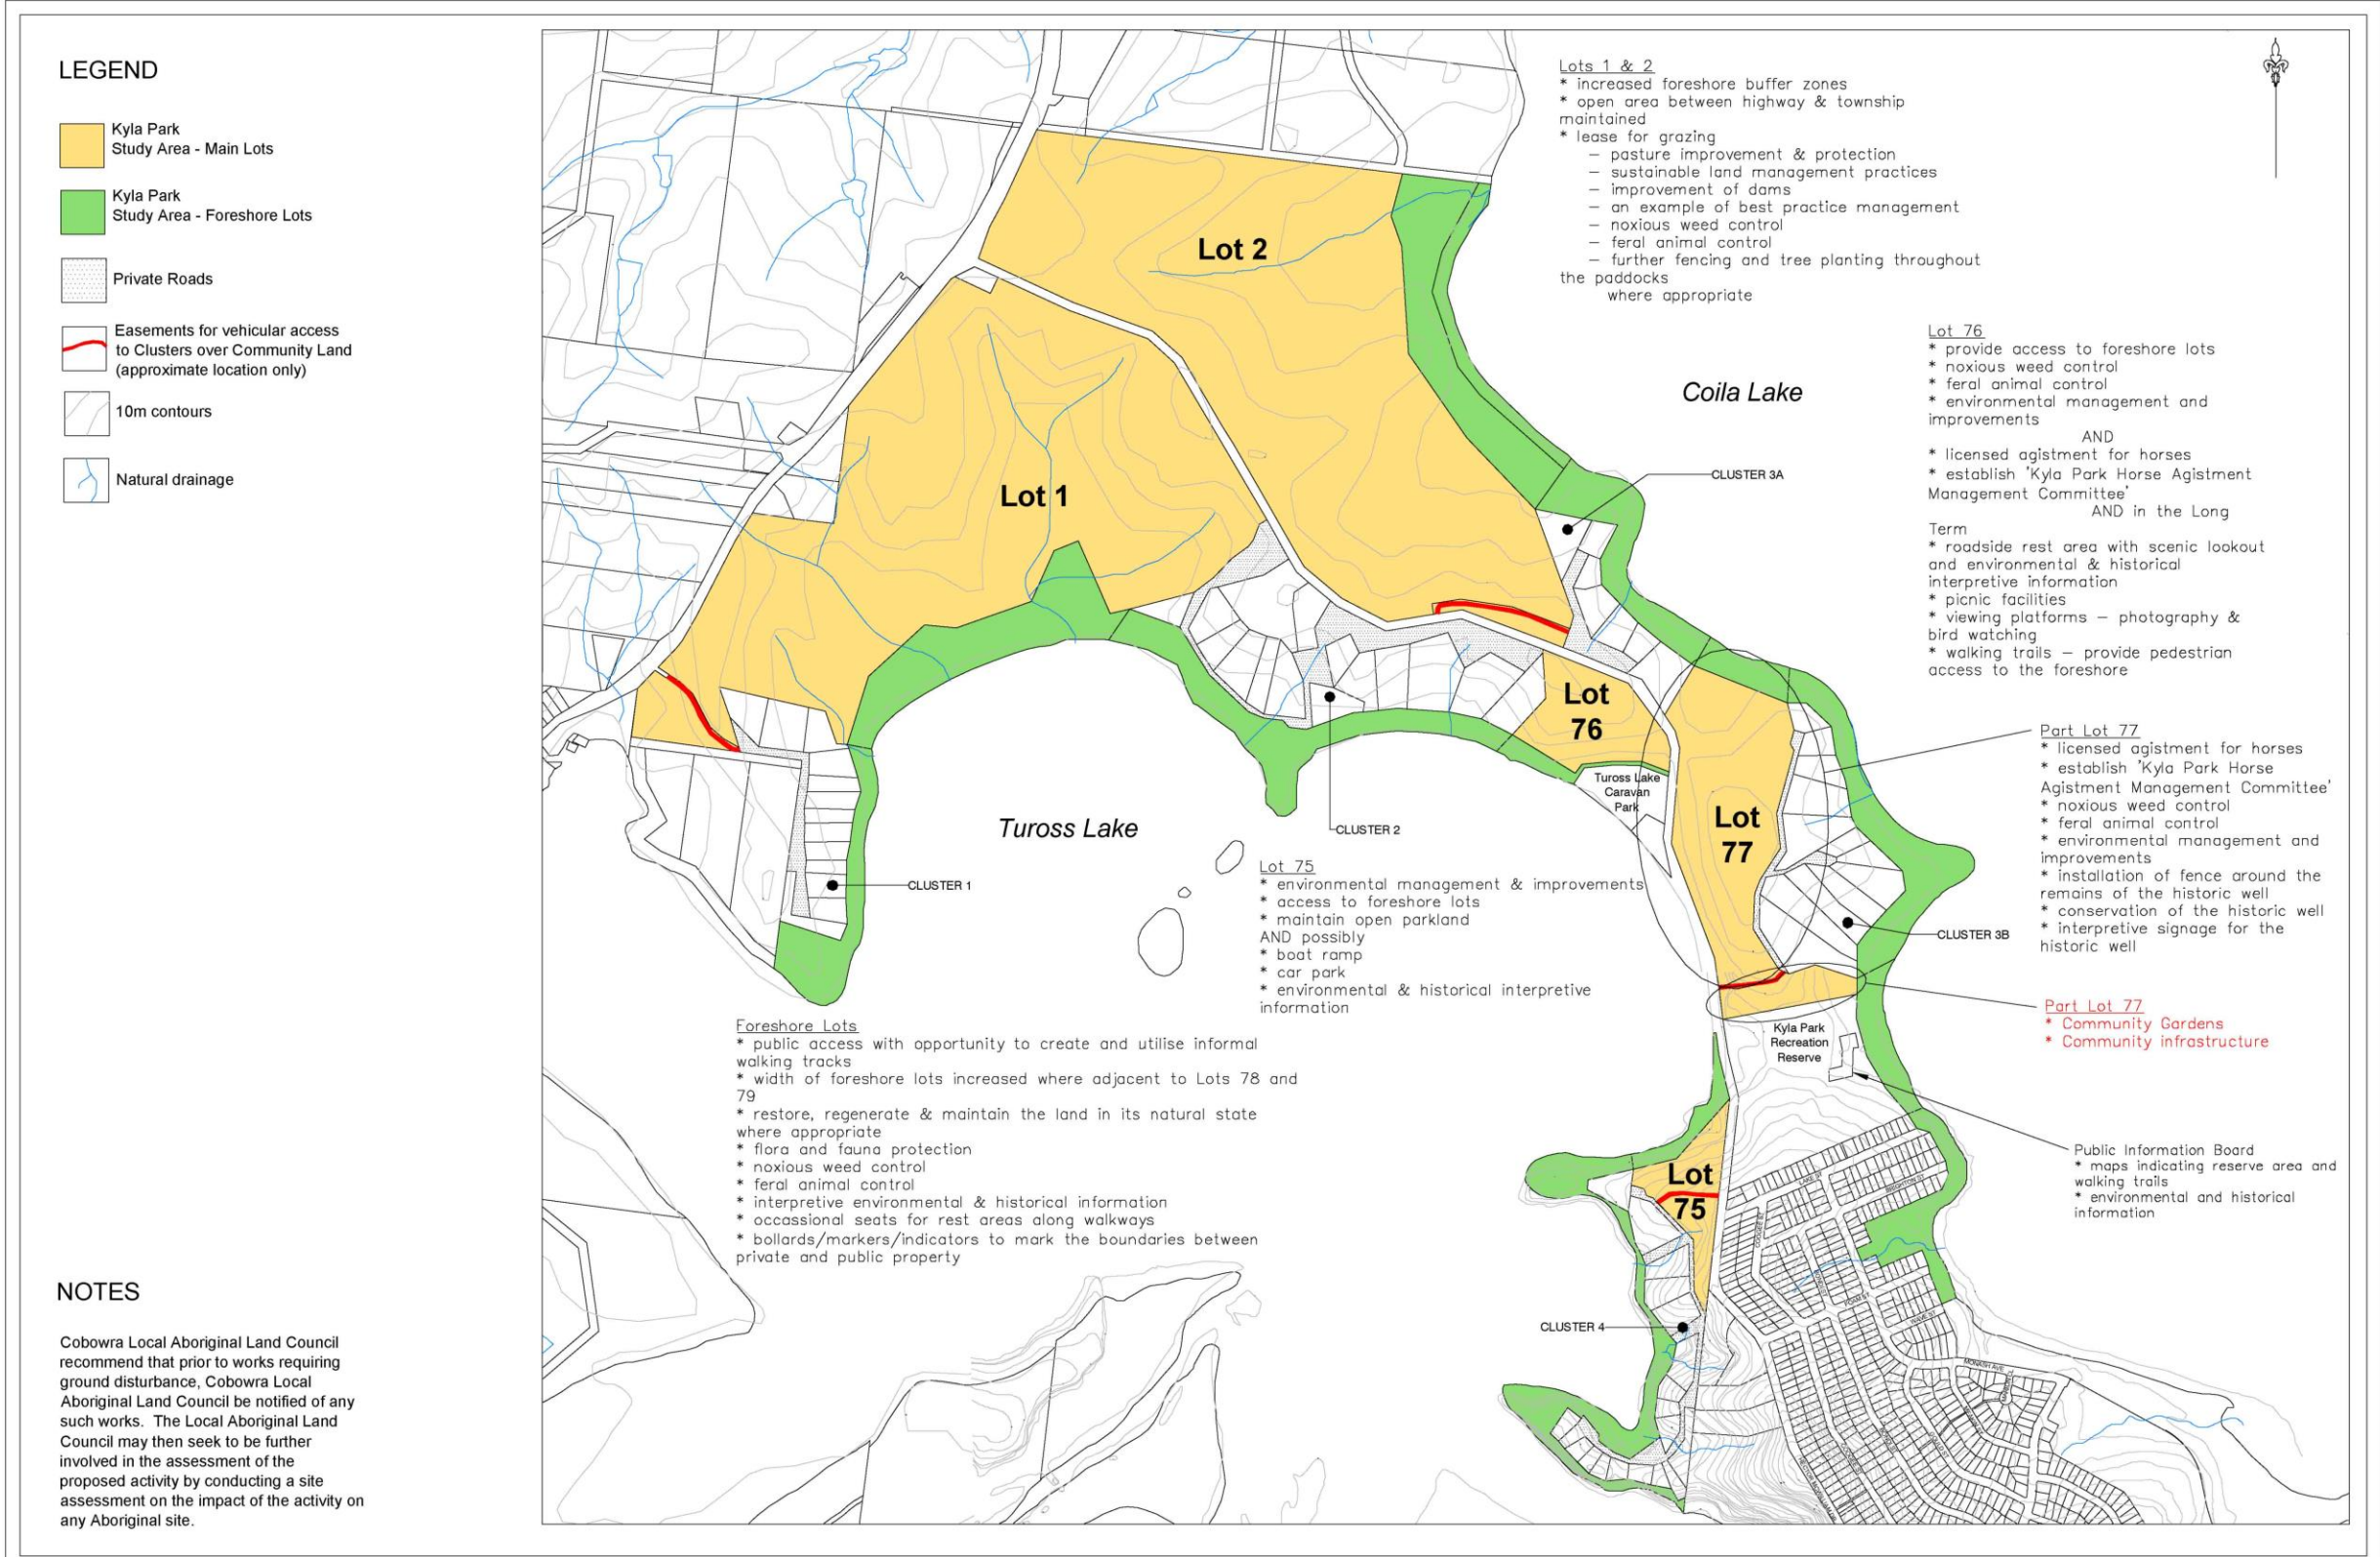 LEGEND
Kyla Park
Study Area - Main Lots
Kyla Park
Study Area - Foreshore Lots
Private Roads
Easements for vehicular access
to Clusters over Community Land
(approximate location only)
10m contours
Natural drainage
NOTES
Cobowra Local Aboriginal Land Council
recommend that prior to works requiring
ground disturbance, Cobowra Local
Aboriginal Land Council be notified of any
such works. The Local Aboriginal Land
Council may then seek to be further
involved in the assessment of the
proposed activity by conducting a site
assessment on the impact of the activity on
any Aboriginal site.
Lots 1 & 2
* increased foreshore buffer zones
* open area between highway & township
maintained
* lease for grazing
– pasture improvement & protection
– sustainable land management practices
– improvement of dams
– an example of best practice management
– noxious weed control
– feral animal control
– further fencing and tree planting throughout
the paddocks
where appropriate
Lot 76
* provide access to foreshore lots
* noxious weed control
* feral animal control
* environmental management and
improvements
AND
* licensed agistment for horses
* establish 'Kyla Park Horse Agistment
Management Committee'
AND in the Long
Term
* roadside rest area with scenic lookout
and environmental & historical
interpretive information
* picnic facilities
* viewing platforms – photography &
bird watching
* walking trails – provide pedestrian
access to the foreshore
Part Lot 77
* licensed agistment for horses
* establish 'Kyla Park Horse
Agistment Management Committee'
* noxious weed control
* feral animal control
* environmental management and
improvements
* installation of fence around the
remains of the historic well
* conservation of the historic well
* interpretive signage for the
historic well
Part Lot 77
* Community Gardens
* Community infrastructure
Public Information Board
* maps indicating reserve area and
walking trails
* environmental and historical
information
Lot 75
* environmental management & improvements
* access to foreshore lots
* maintain open parkland
AND possibly
* boat ramp
* car park
* environmental & historical interpretive
information
Foreshore Lots
* public access with opportunity to create and utilise informal
walking tracks
* width of foreshore lots increased where adjacent to Lots 78 and
79
* restore, regenerate & maintain the land in its natural state
where appropriate
* flora and fauna protection
* noxious weed control
* feral animal control
* interpretive environmental & historical information
* occassional seats for rest areas along walkways
* bollards/markers/indicators to mark the boundaries between
private and public property
Lot 2
Lot 1
Coila Lake
CLUSTER 3A
Lot
76
Tuross Lake
Caravan
Park
Lot
77
Tuross Lake
CLUSTER 2
CLUSTER 1
CLUSTER 3B
Kyla Park
Recreation
Reserve
Lot
75
CLUSTER 4
LAKE ST
BRIGHTON ST
COOGEE ST
FOAM ST
WAVE ST
MONASH AVE